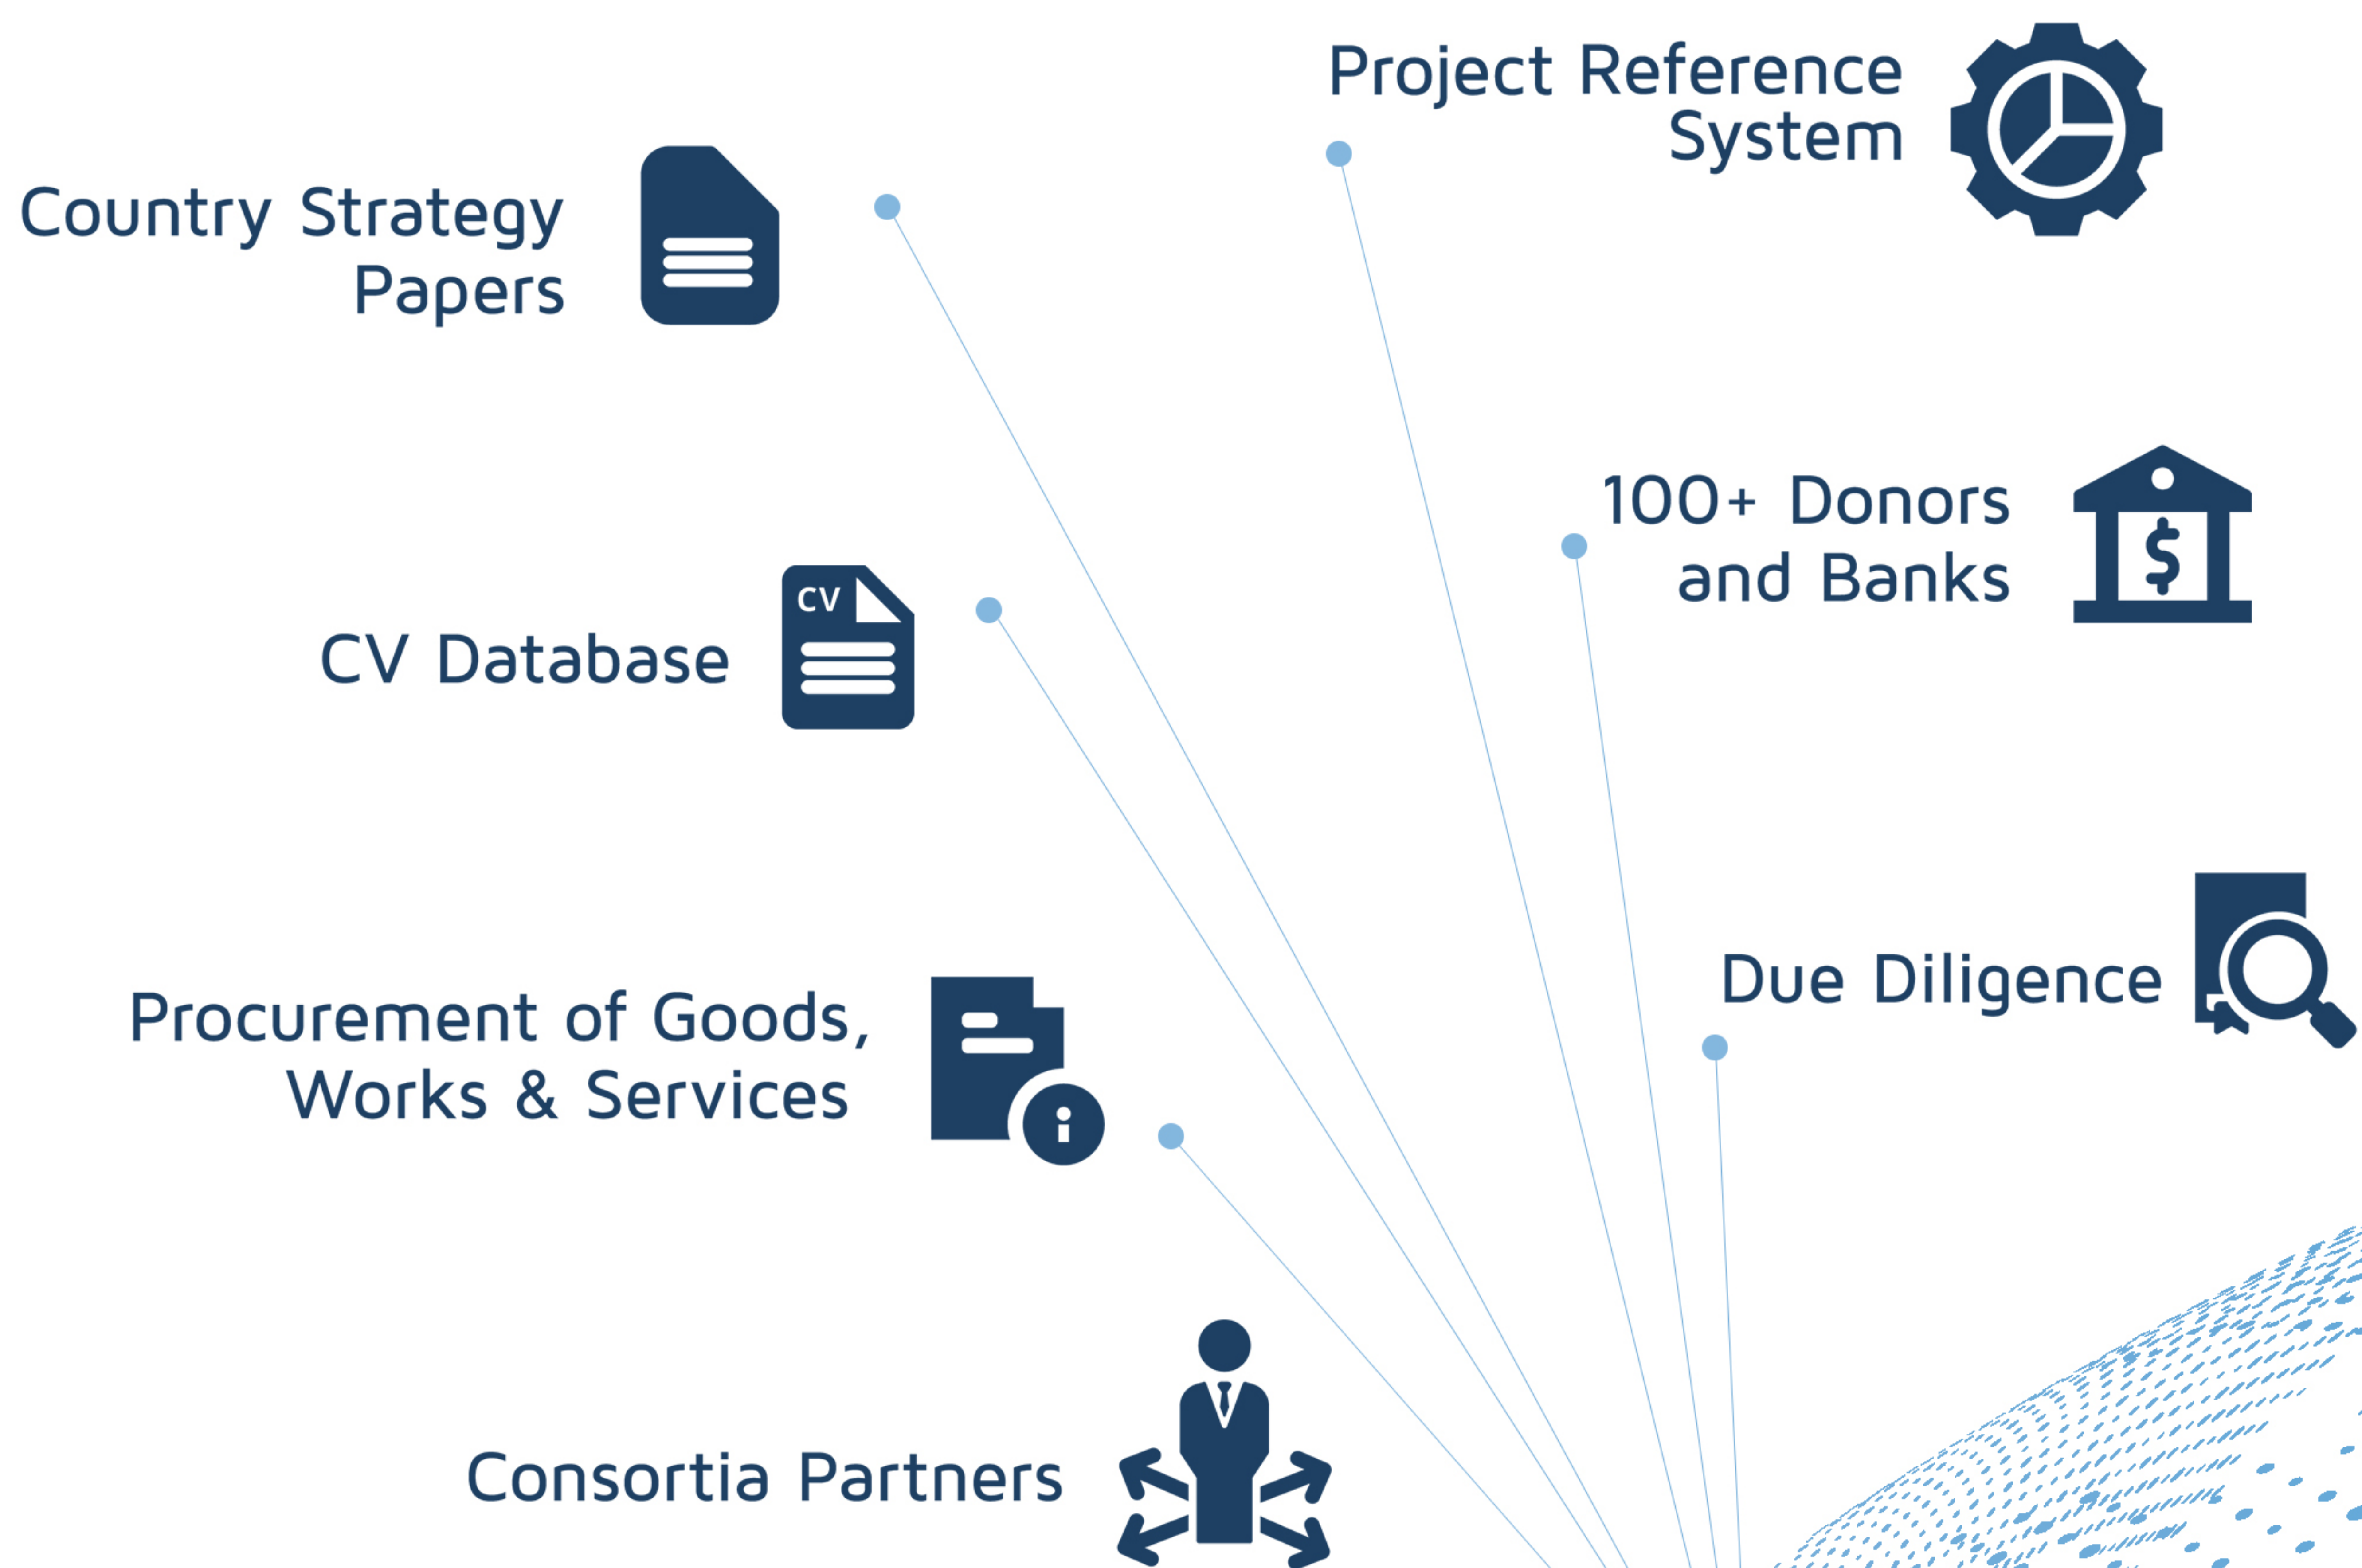 Project Reference
System
Country Strategy
Papers
100+ Donors
and Banks
CV
CV Database
Due Diligence
Procurement of Goods,
Works & Services
i
Consortia Partners